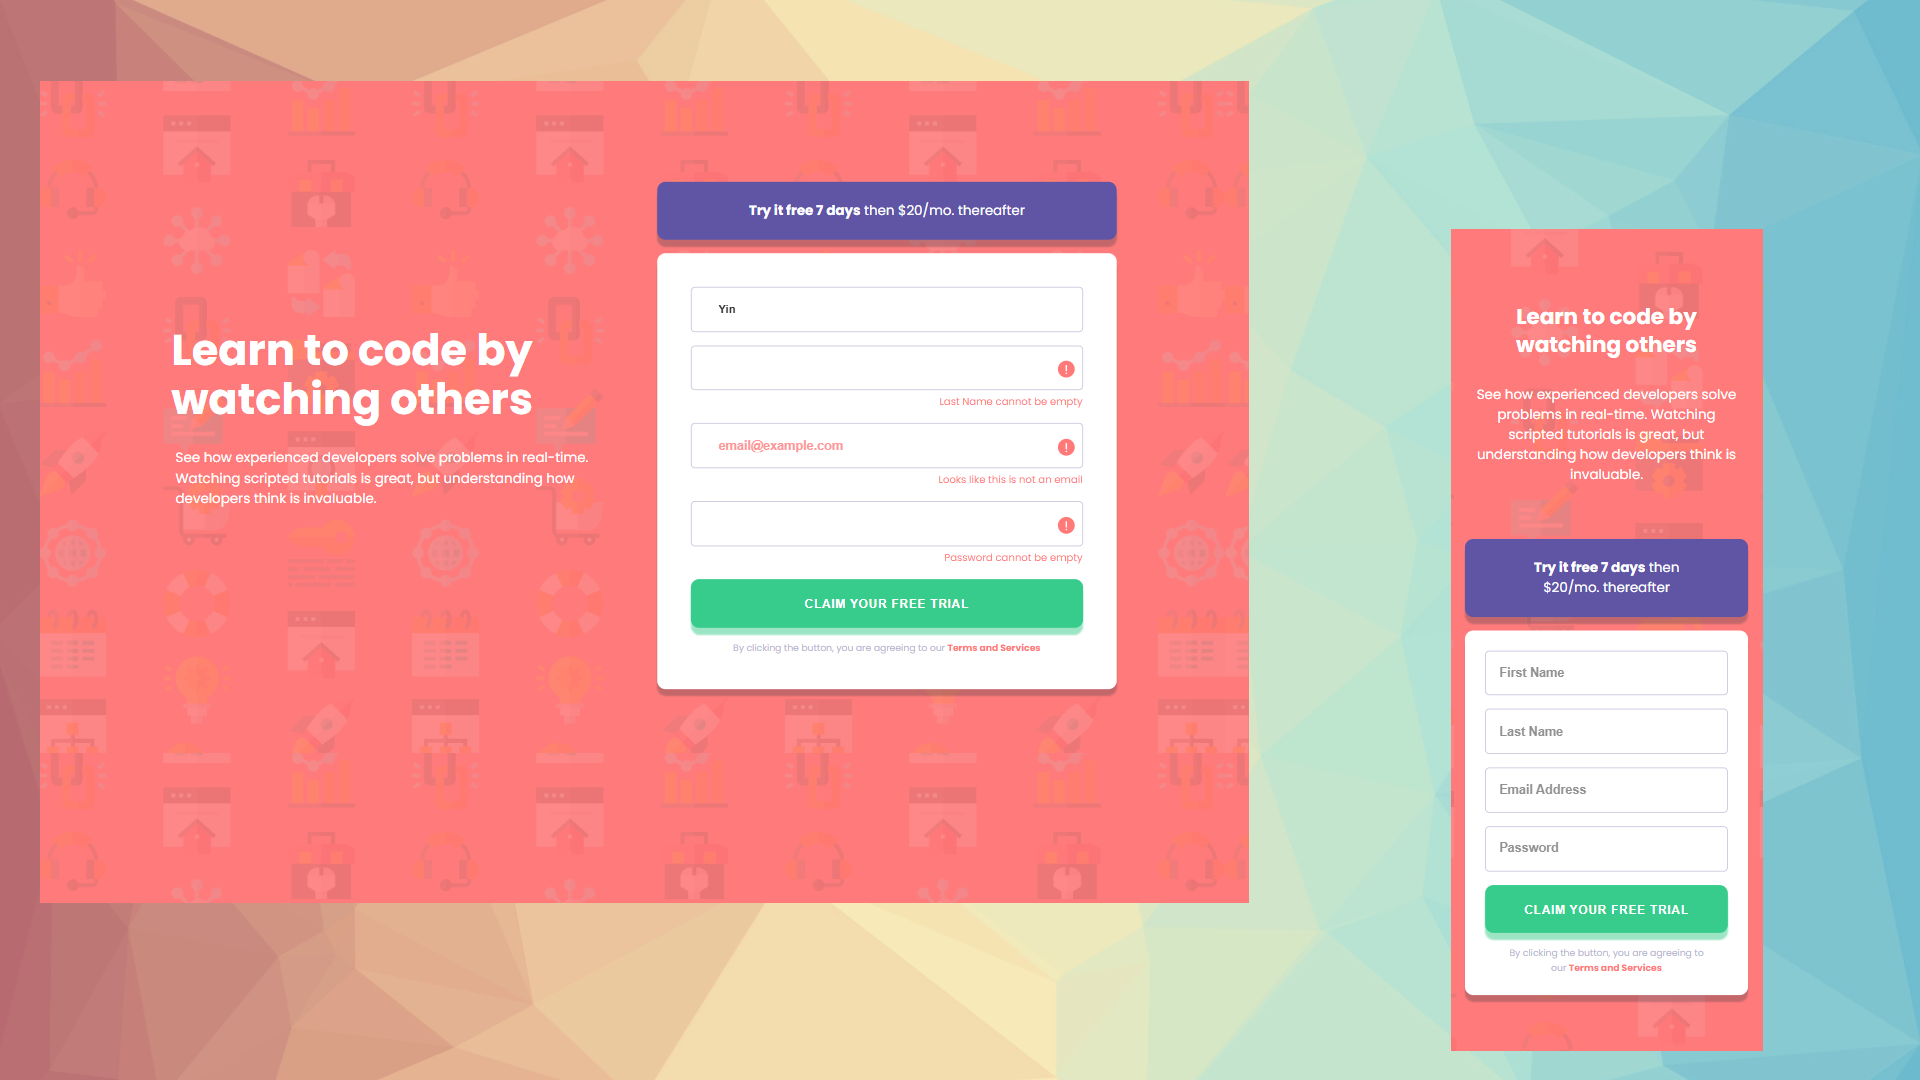 Learn to code by
watching others
See how experienced developers solve problems in real-time.
Watching scripted tutorials is great, but understanding how
developers think is invaluable.
Try it free 7 days then $20/mo. thereafter
Yin
Last Name cannot be empty
email@example.com
Looks like this is not an email
Password cannot be empty
CLAIM YOUR FREE TRIAL
By clicking the button, you are agreeing to our Terms and Services
Learn to code by
watching others
See how experienced developers solve
problems in real-time. Watching
scripted tutorials is great, but
understanding how developers think is
invaluable.
Try it free 7 days then
$20/mo. thereafter
First Name
Last Name
Email Address
Password
CLAIM YOUR FREE TRIAL
By clicking the button, you are agreeing to
our Terms and Services